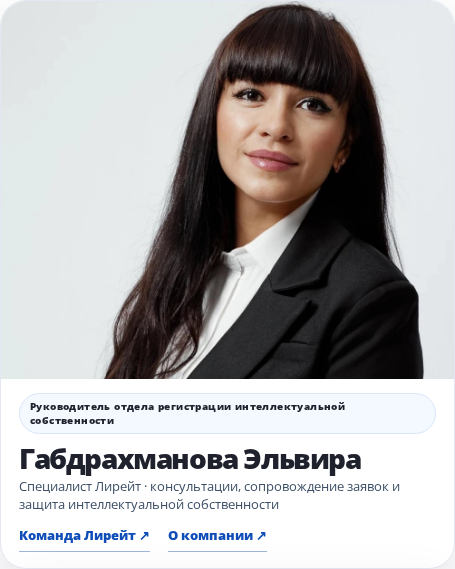 Руководитель отдела регистрации интеллектуальной
собственности
Габдрахманова Эльвира
Специалист Лирейт · консультации, сопровождение заявок и
защита интеллектуальной собственности
Команда Лирейт ↗ О компании ↗